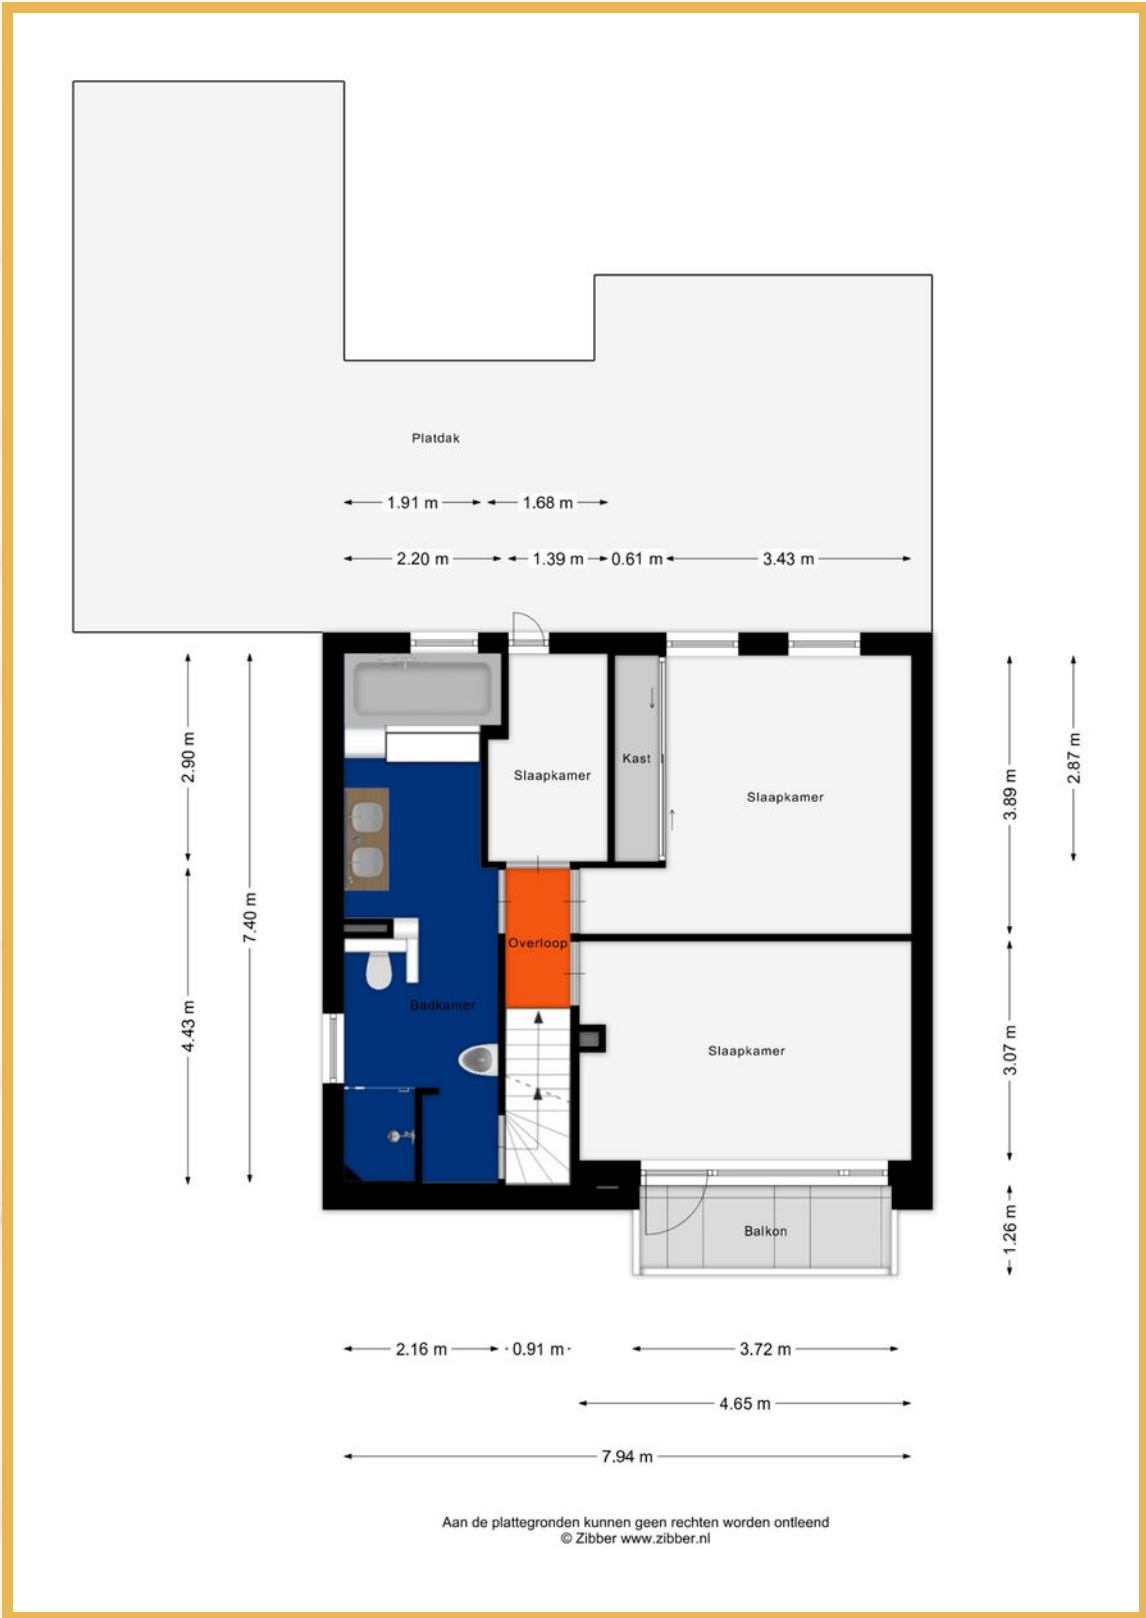 Platdak
1.91 m
1.68 m
2.20 m
1.39 m
0.61 m
3.43 m
2.90 m
7.40 m
4.43 m
Slaapkamer
Kast
Slaapkamer
3.89 m
2.87 m
Overloop
Badkamer
Slaapkamer
3.07 m
Balkon
1.26 m
2.16 m
0.91 m
3.72 m
4.65 m
7.94 m
Aan de plattegronden kunnen geen rechten worden ontleend
© Zibber www.zibber.nl